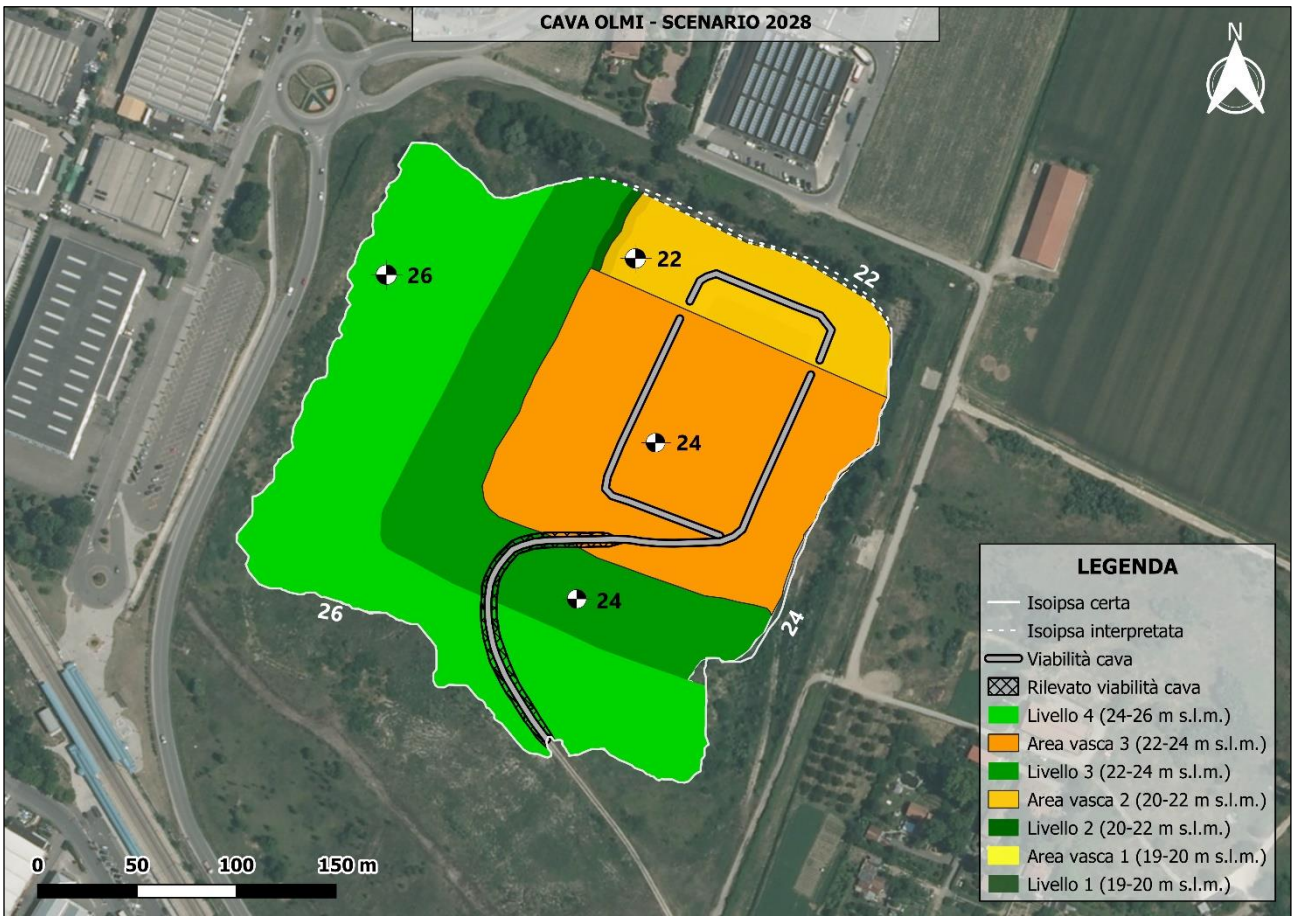 CAVA OLMI - SCENARIO 2028
N
22
26
22
24
24
26
24
LEGENDA
Isoipsa certa
Isoipsa interpretata
Viabilità cava
Rilevato viabilità cava
Livello 4 (24-26 m s.l.m.)
Area vasca 3 (22-24 m s.l.m.)
Livello 3 (22-24 m s.l.m.)
Area vasca 2 (20-22 m s.l.m.)
Livello 2 (20-22 m s.l.m.)
Area vasca 1 (19-20 m s.l.m.)
Livello 1 (19-20 m s.l.m.)
0 50 100 150 m